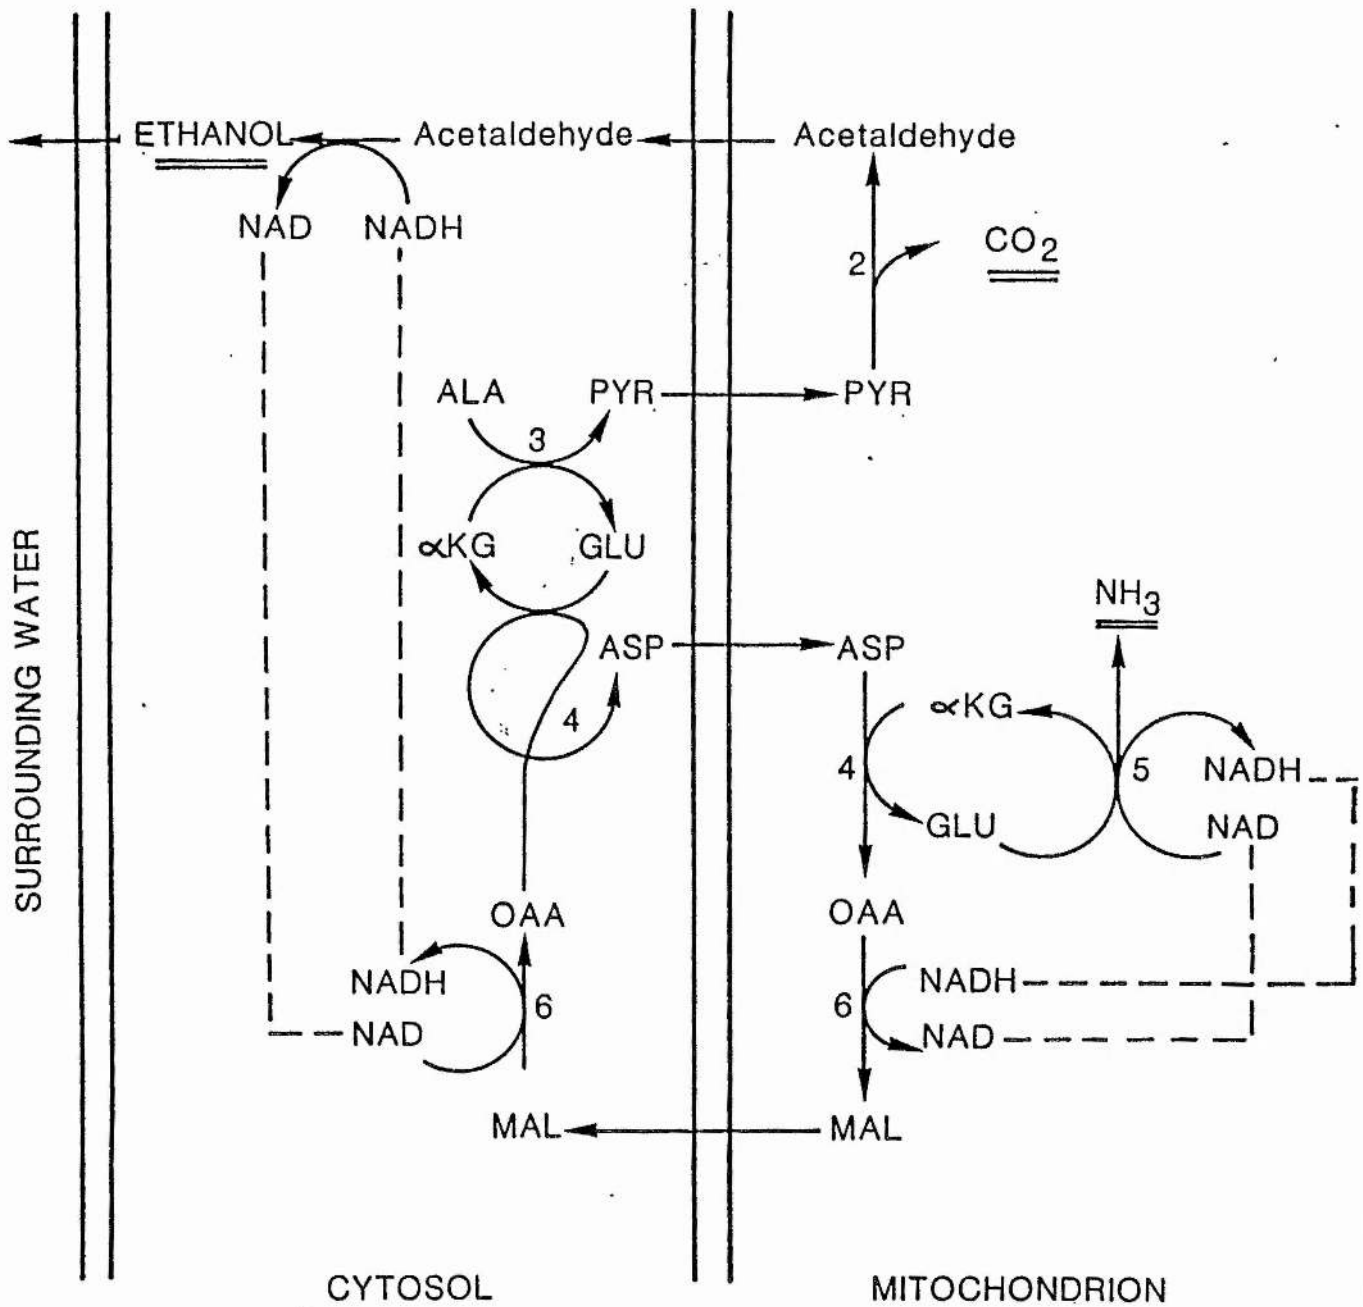 ETHANOL Acetaldehyde Acetaldehyde
NAD NADH
2 CO2
ALA PYR PYR
3
αKG GLU
NH3
ASP ASP
αKG
4
4 5 NADH
GLU NAD
OAA OAA
NADH NADH
6 6
NAD NAD
MAL MAL
SURROUNDING WATER
CYTOSOL MITOCHONDRION